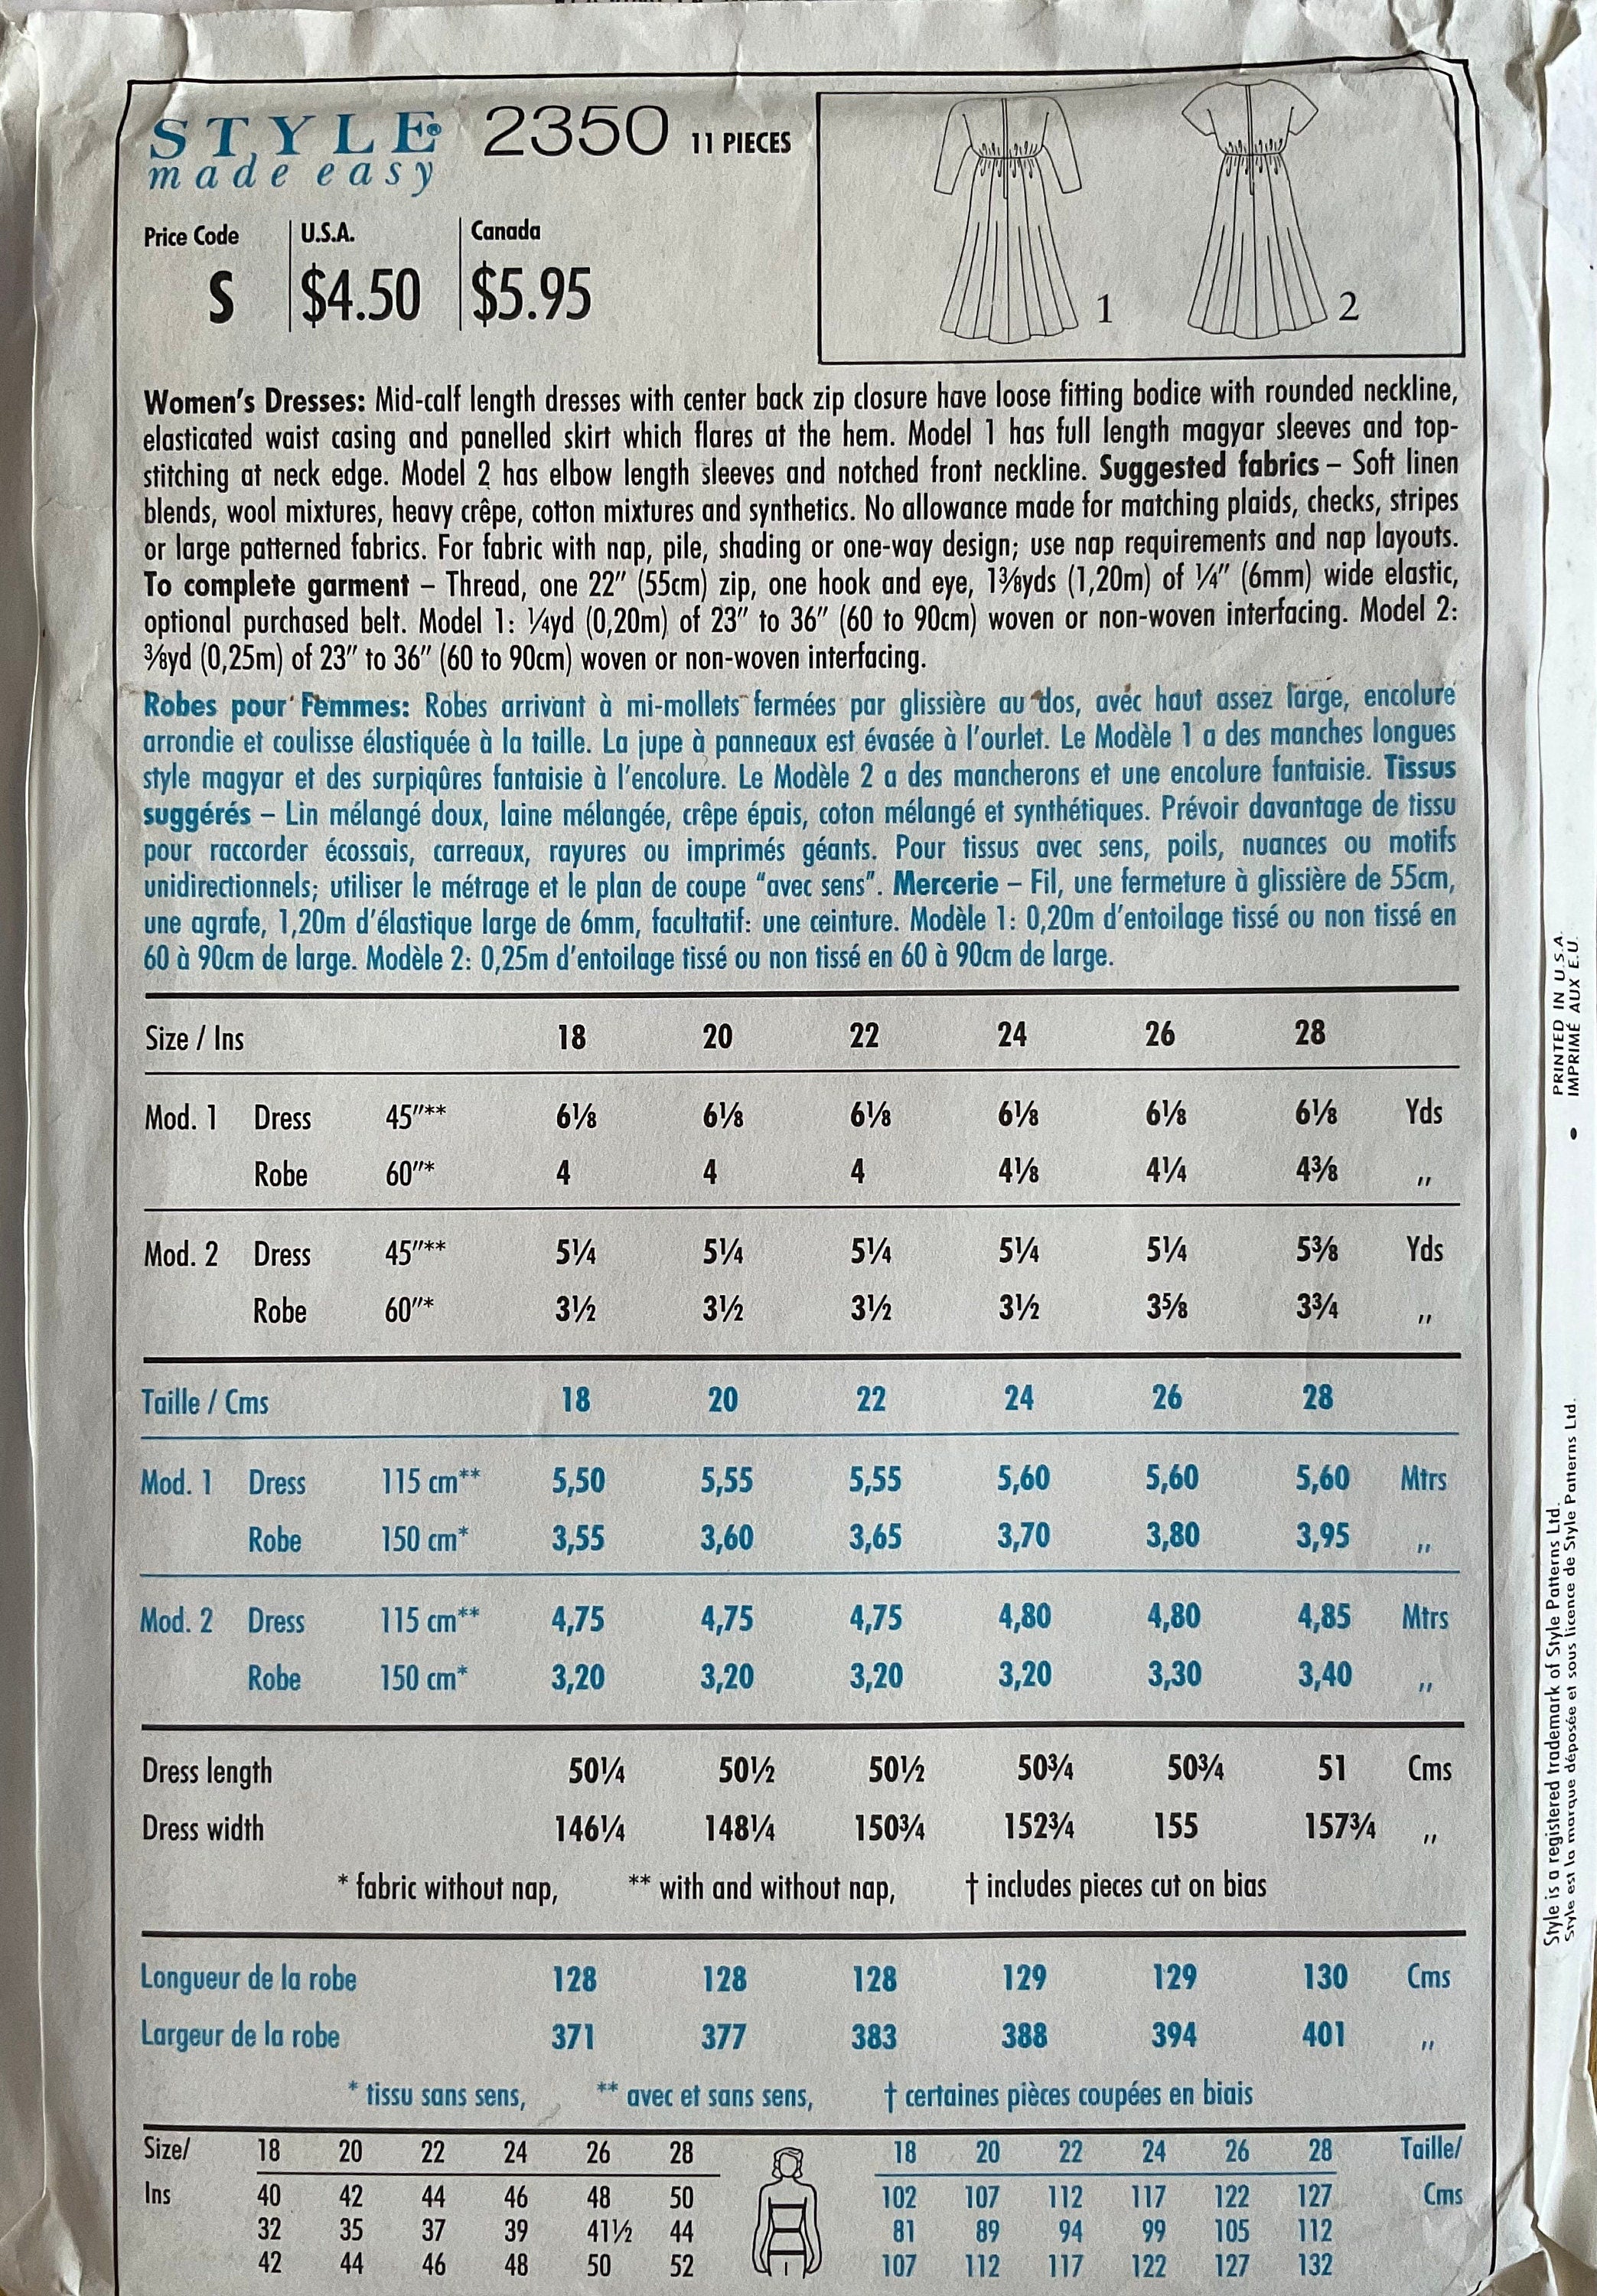 STYLE® 2350 11 PIECES
made easy
Price Code U.S.A. Canada
S $4.50 $5.95
1 2
Women's Dresses: Mid-calf length dresses with center back zip closure have loose fitting bodice with rounded neckline,
elasticated waist casing and panelled skirt which flares at the hem. Model 1 has full length magyar sleeves and top-
stitching at neck edge. Model 2 has elbow length sleeves and notched front neckline. Suggested fabrics – Soft linen
blends, wool mixtures, heavy crêpe, cotton mixtures and synthetics. No allowance made for matching plaids, checks, stripes
or large patterned fabrics. For fabric with nap, pile, shading or one-way design; use nap requirements and nap layouts.
To complete garment – Thread, one 22″ (55cm) zip, one hook and eye, 1⅜yds (1,20m) of ¼″ (6mm) wide elastic,
optional purchased belt. Model 1: ¼yd (0,20m) of 23″ to 36″ (60 to 90cm) woven or non-woven interfacing. Model 2:
⅜yd (0,25m) of 23″ to 36″ (60 to 90cm) woven or non-woven interfacing.
Robes pour Femmes: Robes arrivant à mi-mollets fermées par glissière au dos, avéc haut assez large, encolure
arrondie et coulisse élastiquée à la taille. La jupe à panneaux est évasée à l'ourlet. Le Modèle 1 a des manches longues
style magyar et des surpiqûres fantaisie à l'encolure. Le Modèle 2 a des mancherons et une encolure fantaisie. Tissus
suggérés – Lin mélangé doux, laine mélangée, crêpe épais, coton mélangé et synthétiques. Prévoir davantage de tissu
pour raccorder écossais, carreaux, rayures ou imprimés géants. Pour tissus avec sens, poils, nuances ou motifs
unidirectionnels; utiliser le métrage et le plan de coupe “avec sens”. Mercerie – Fil, une fermeture à glissière de 55cm,
une agrafe, 1,20m d'élastique large de 6mm, facultatif: une ceinture. Modèle 1: 0,20m d'entoilage tissé ou non tissé en
60 à 90cm de large. Modèle 2: 0,25m d'entoilage tissé ou non tissé en 60 à 90cm de large.
Size / Ins 18 20 22 24 26 28
Mod. 1 Dress 45″** 6⅛ 6⅛ 6⅛ 6⅛ 6⅛ 6⅛ Yds
Robe 60″* 4 4 4 4⅛ 4¼ 4⅜ ,,
Mod. 2 Dress 45″** 5¼ 5¼ 5¼ 5¼ 5¼ 5⅜ Yds
Robe 60″* 3½ 3½ 3½ 3½ 3⅝ 3¾ ,,
Taille / Cms 18 20 22 24 26 28
Mod. 1 Dress 115 cm** 5,50 5,55 5,55 5,60 5,60 5,60 Mtrs
Robe 150 cm* 3,55 3,60 3,65 3,70 3,80 3,95 ,,
Mod. 2 Dress 115 cm** 4,75 4,75 4,75 4,80 4,80 4,85 Mtrs
Robe 150 cm* 3,20 3,20 3,20 3,20 3,30 3,40 ,,
Dress length 50¼ 50½ 50½ 50¾ 50¾ 51 Cms
Dress width 146¼ 148¼ 150¾ 152¾ 155 157¾ ,,
* fabric without nap, ** with and without nap, † includes pieces cut on bias
Longueur de la robe 128 128 128 129 129 130 Cms
Largeur de la robe 371 377 383 388 394 401 ,,
* tissu sans sens, ** avec et sans sens, † certaines pièces coupées en biais
Size/ 18 20 22 24 26 28 18 20 22 24 26 28 Taille/
Ins 40 42 44 46 48 50 102 107 112 117 122 127 Cms
32 35 37 39 41½ 44 81 89 94 99 105 112
42 44 46 48 50 52 107 112 117 122 127 132
Style is a registered trademark of Style Patterns Ltd. • PRINTED IN U.S.A.
Style est la marque déposée et sous licence de Style Patterns Ltd. IMPRIMÉ AUX E.U.